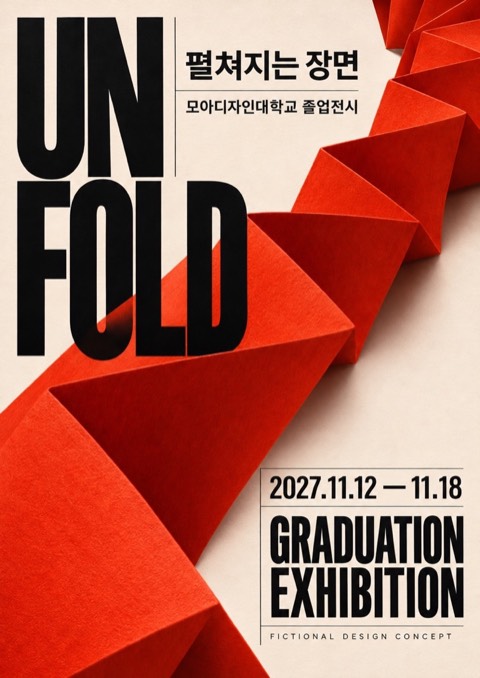 UN
FOLD
펼쳐지는 장면
모아디자인대학교 졸업전시
2027.11.12 — 11.18
GRADUATION
EXHIBITION
FICTIONAL DESIGN CONCEPT